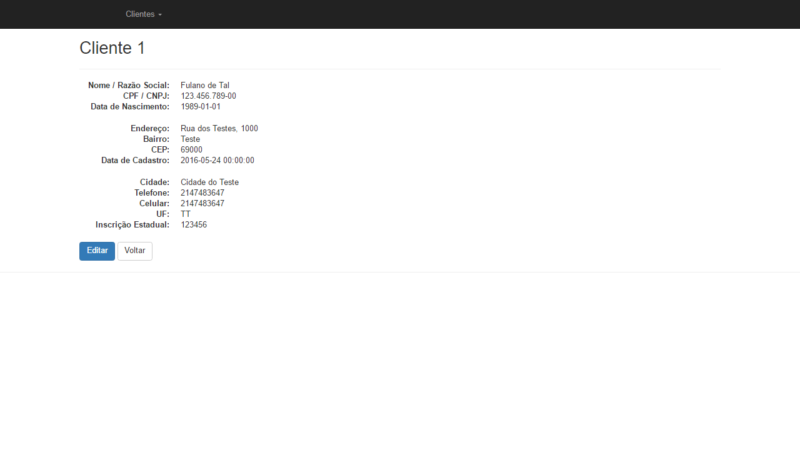 Clientes
Cliente 1
Nome / Razão Social: Fulano de Tal
CPF / CNPJ: 123.456.789-00
Data de Nascimento: 1989-01-01
Endereço: Rua dos Testes, 1000
Bairro: Teste
CEP: 69000
Data de Cadastro: 2016-05-24 00:00:00
Cidade: Cidade do Teste
Telefone: 2147483647
Celular: 2147483647
UF: TT
Inscrição Estadual: 123456
Editar Voltar